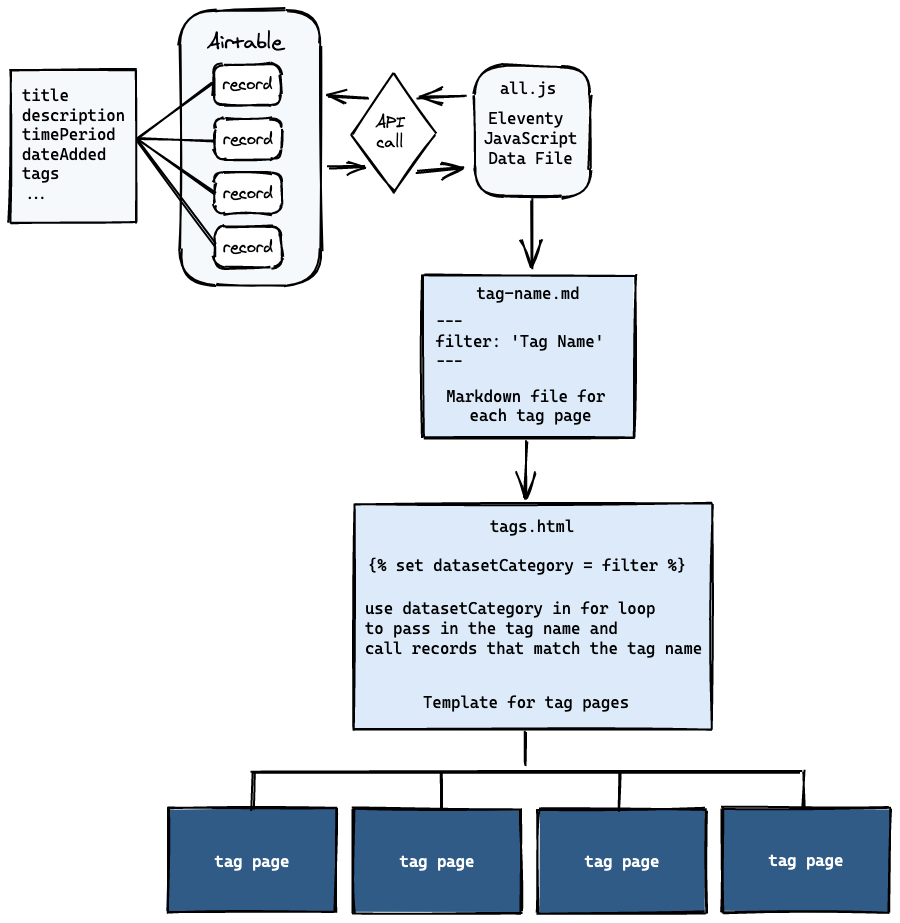 Airtable
title
description
timePeriod
dateAdded
tags
...
record
record
record
record
API
call
all.js
Eleventy
JavaScript
Data File
tag-name.md
---
filter: 'Tag Name'
---
Markdown file for
each tag page
tags.html
{% set datasetCategory = filter %}
use datasetCategory in for loop
to pass in the tag name and
call records that match the tag name
Template for tag pages
tag page
tag page
tag page
tag page